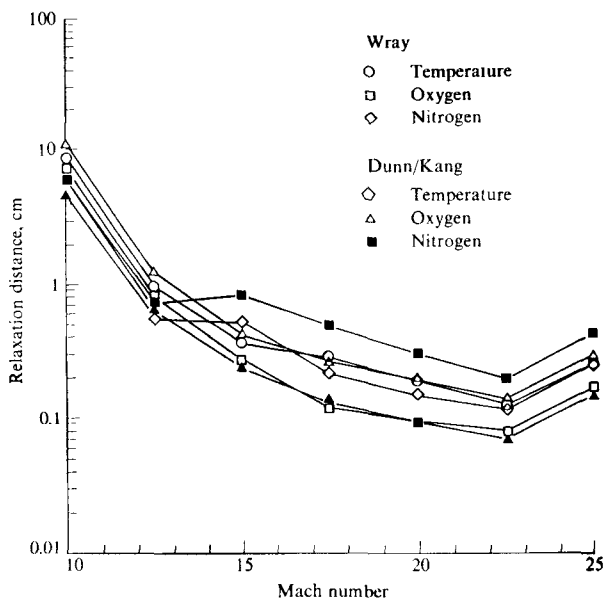 100
10
1
0.1
0.01
Relaxation distance, cm
Wray
Temperature
Oxygen
Nitrogen
Dunn/Kang
Temperature
Oxygen
Nitrogen
10 15 20 25
Mach number